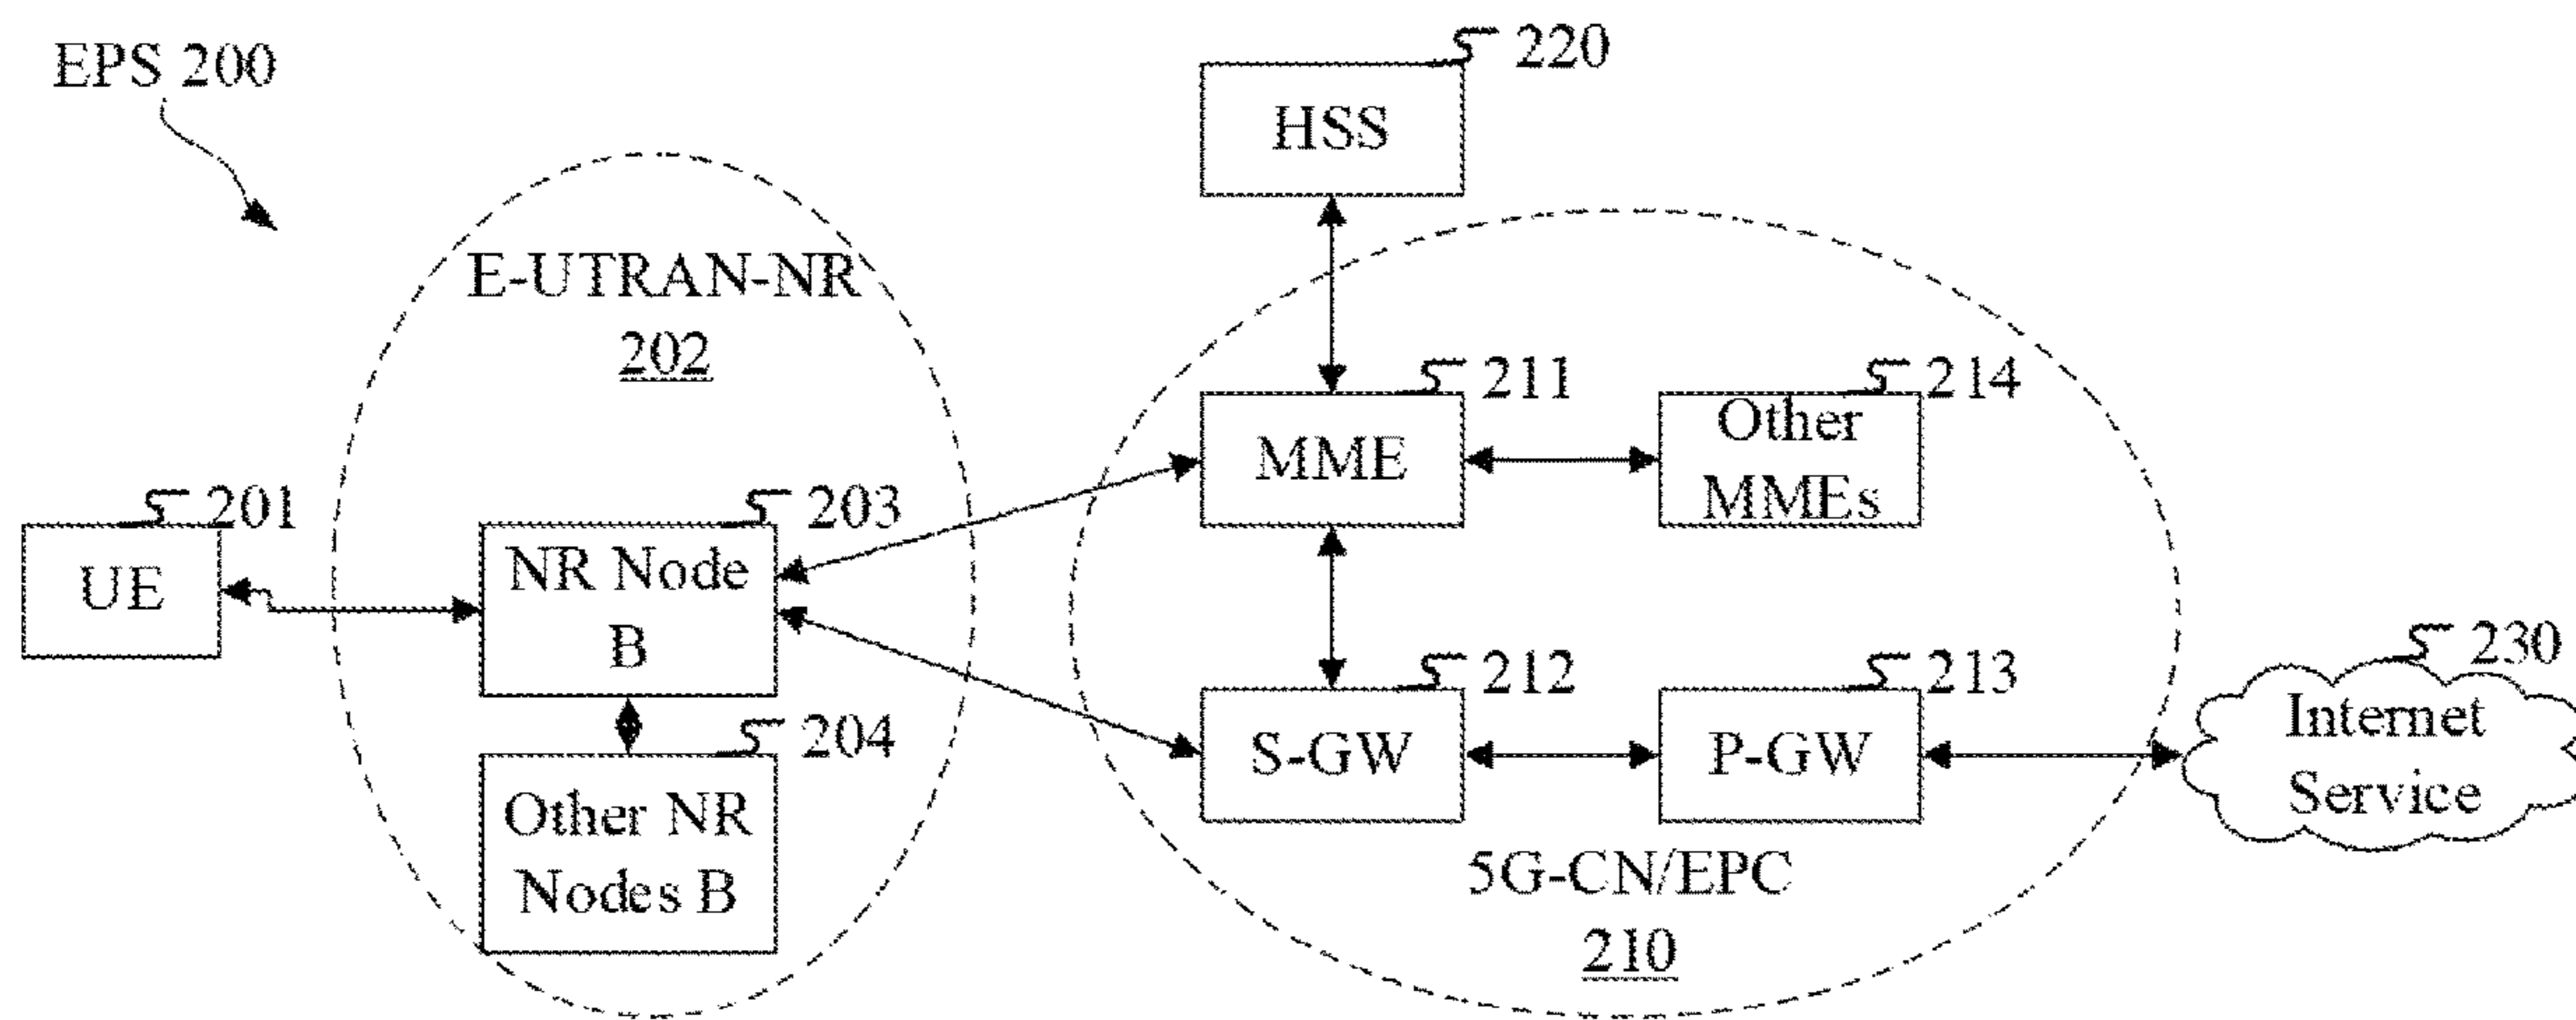 EPS 200
220
HSS
E-UTRAN-NR
202
211
MME
214
Other
MMEs
201
UE
203
NR Node
B
204
Other NR
Nodes B
212
S-GW
213
P-GW
230
Internet
Service
5G-CN/EPC
210